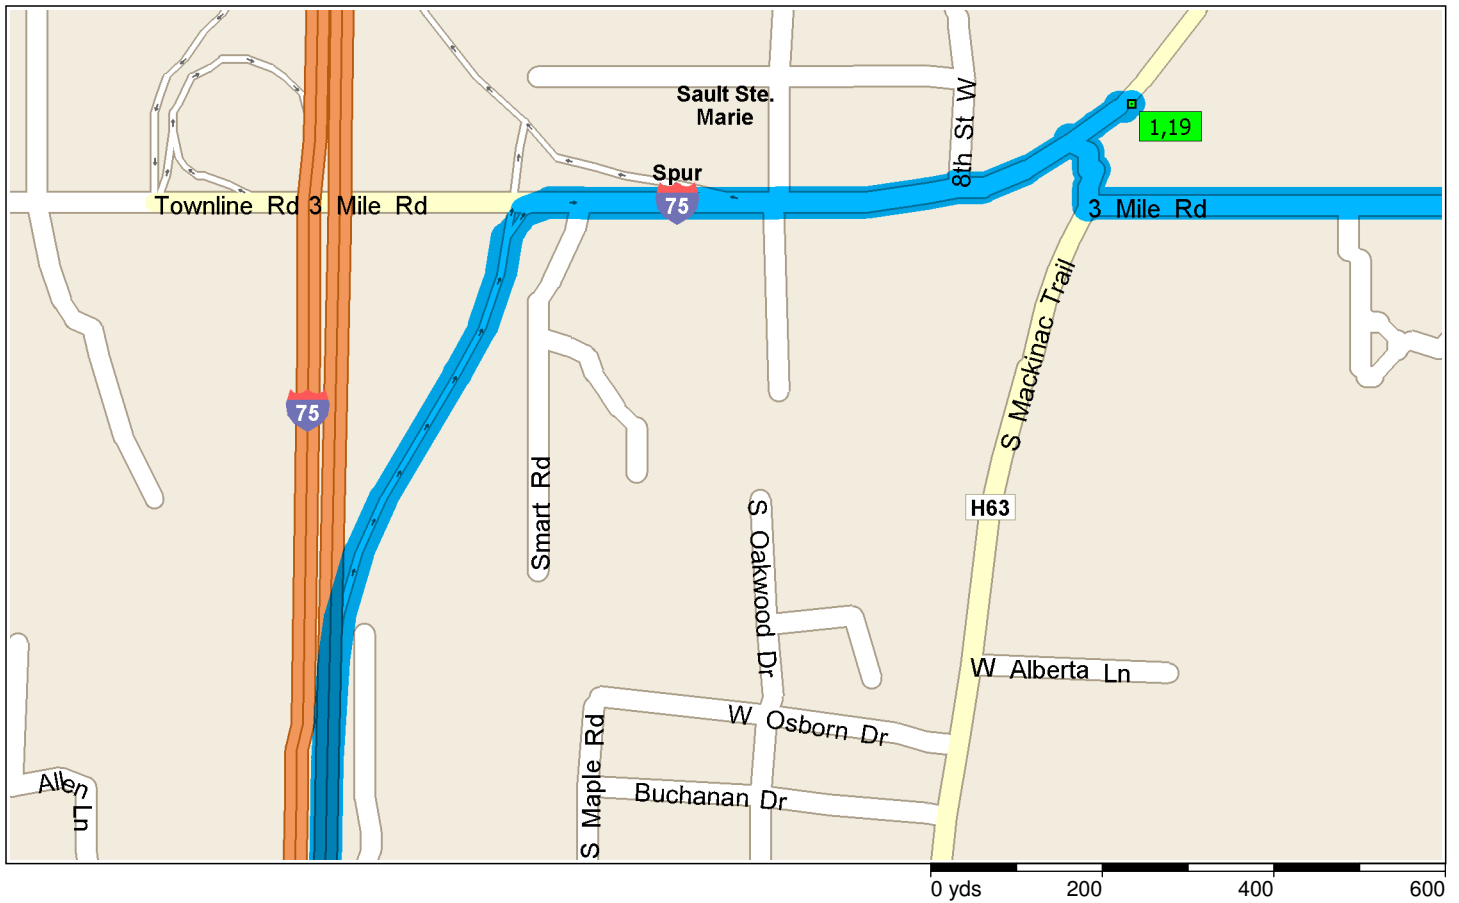 Sault Ste.
Marie
8th St W
1,19
Spur
75
Townline Rd
3 Mile Rd
3 Mile Rd
S Mackinac Trail
75
Smart Rd
H63
S Oakwood Dr
W Alberta Ln
W Osborn Dr
S Maple Rd
Allen Ln
Buchanan Dr
0 yds 200 400 600